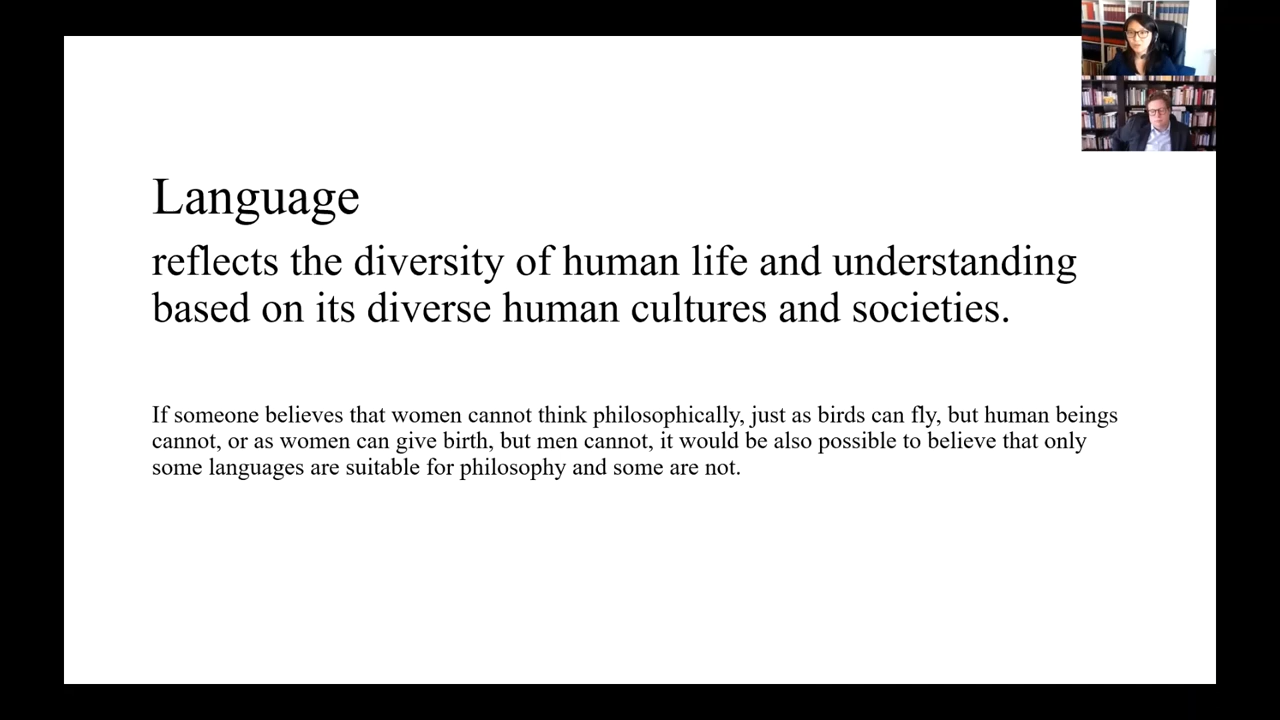 Language
reflects the diversity of human life and understanding
based on its diverse human cultures and societies.
If someone believes that women cannot think philosophically, just as birds can fly, but human beings
cannot, or as women can give birth, but men cannot, it would be also possible to believe that only
some languages are suitable for philosophy and some are not.